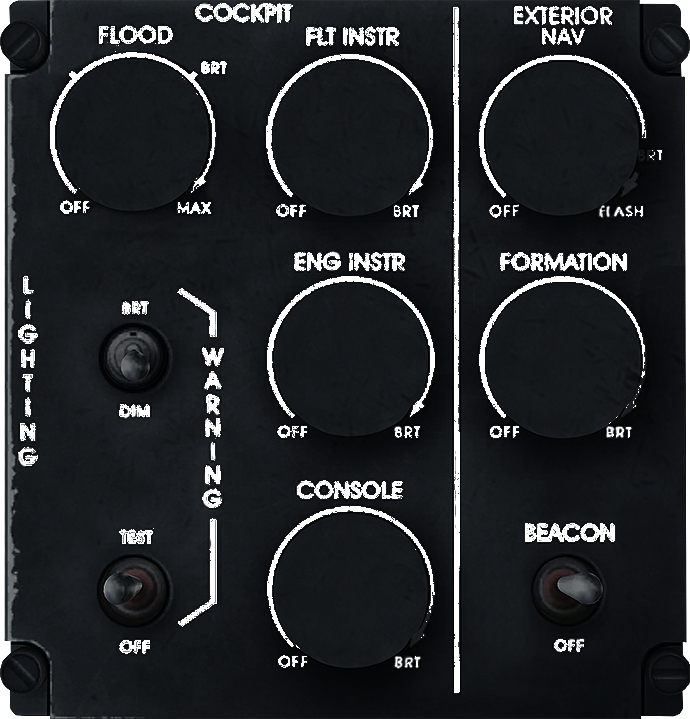 COCKPIT
FLOOD
BRT
OFF
MAX
FLT INSTR
OFF
BRT
EXTERIOR
NAV
BRT
OFF
FLASH
LIGHTING
BRT
DIM
WARNING
TEST
OFF
ENG INSTR
OFF
BRT
FORMATION
OFF
BRT
CONSOLE
OFF
BRT
BEACON
OFF